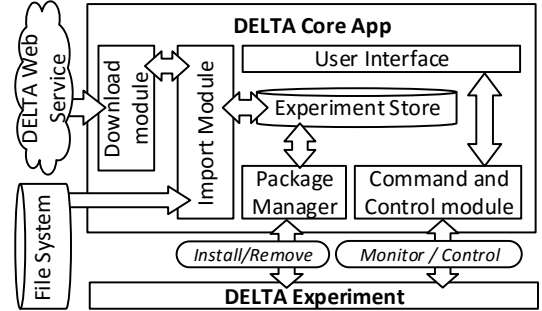 DELTA Core App
DELTA Web
Service
Download
module
Import Module
User Interface
Experiment Store
Package
Manager
Command and
Control module
File System
Install/Remove
Monitor / Control
DELTA Experiment